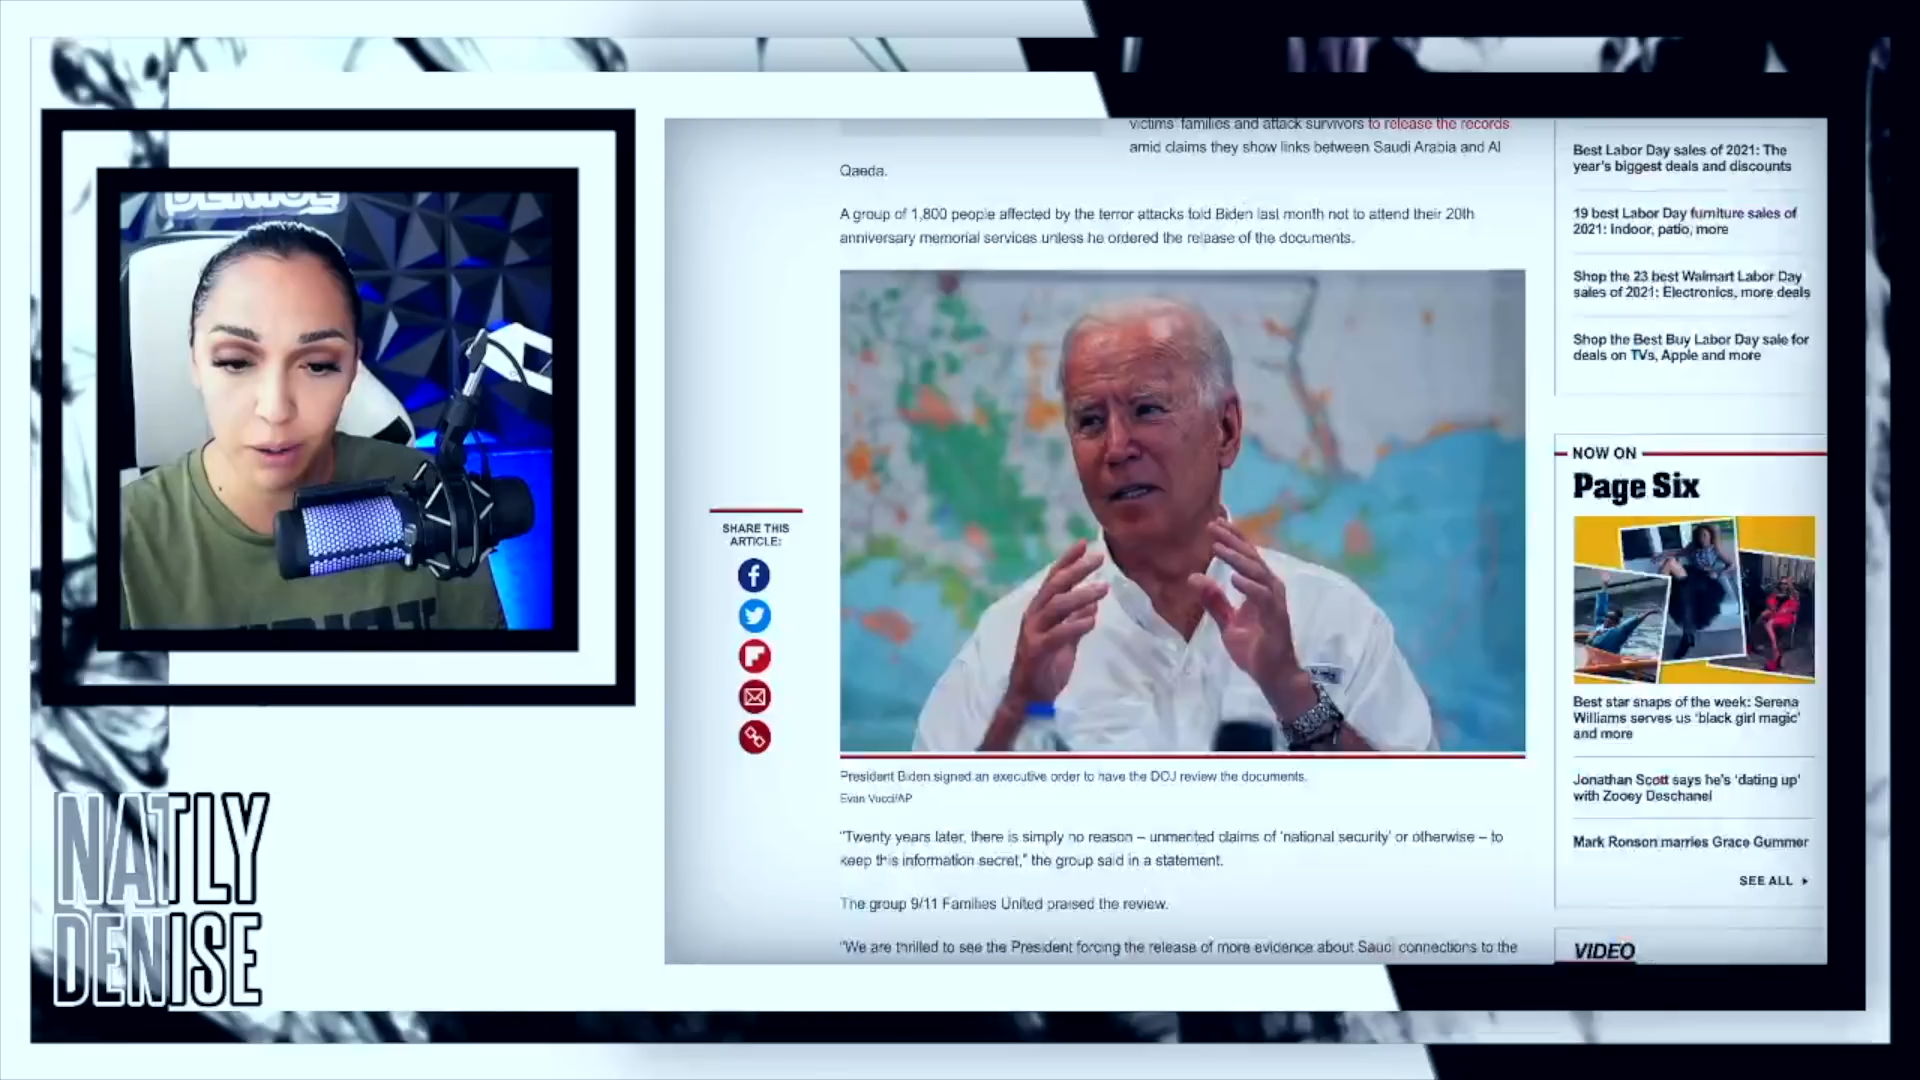 victims' families and attack survivors to release the records
amid claims they show links between Saudi Arabia and Al
Qaeda.
A group of 1,800 people affected by the terror attacks told Biden last month not to attend their 20th
anniversary memorial services unless he ordered the release of the documents.
SHARE THIS
ARTICLE:
President Biden signed an executive order to have the DOJ review the documents.
Evan Vucci/AP
"Twenty years later, there is simply no reason – unmerited claims of 'national security' or otherwise – to
keep this information secret," the group said in a statement.
The group 9/11 Families United praised the review.
"We are thrilled to see the President forcing the release of more evidence about Saudi connections to the
Best Labor Day sales of 2021: The
year's biggest deals and discounts
19 best Labor Day furniture sales of
2021: Indoor, patio, more
Shop the 23 best Walmart Labor Day
sales of 2021: Electronics, more deals
Shop the Best Buy Labor Day sale for
deals on TVs, Apple and more
NOW ON
Page Six
Best star snaps of the week: Serena
Williams serves us 'black girl magic'
and more
Jonathan Scott says he's 'dating up'
with Zooey Deschanel
Mark Ronson marries Grace Gummer
SEE ALL
VIDEO
NATLY
DENISE